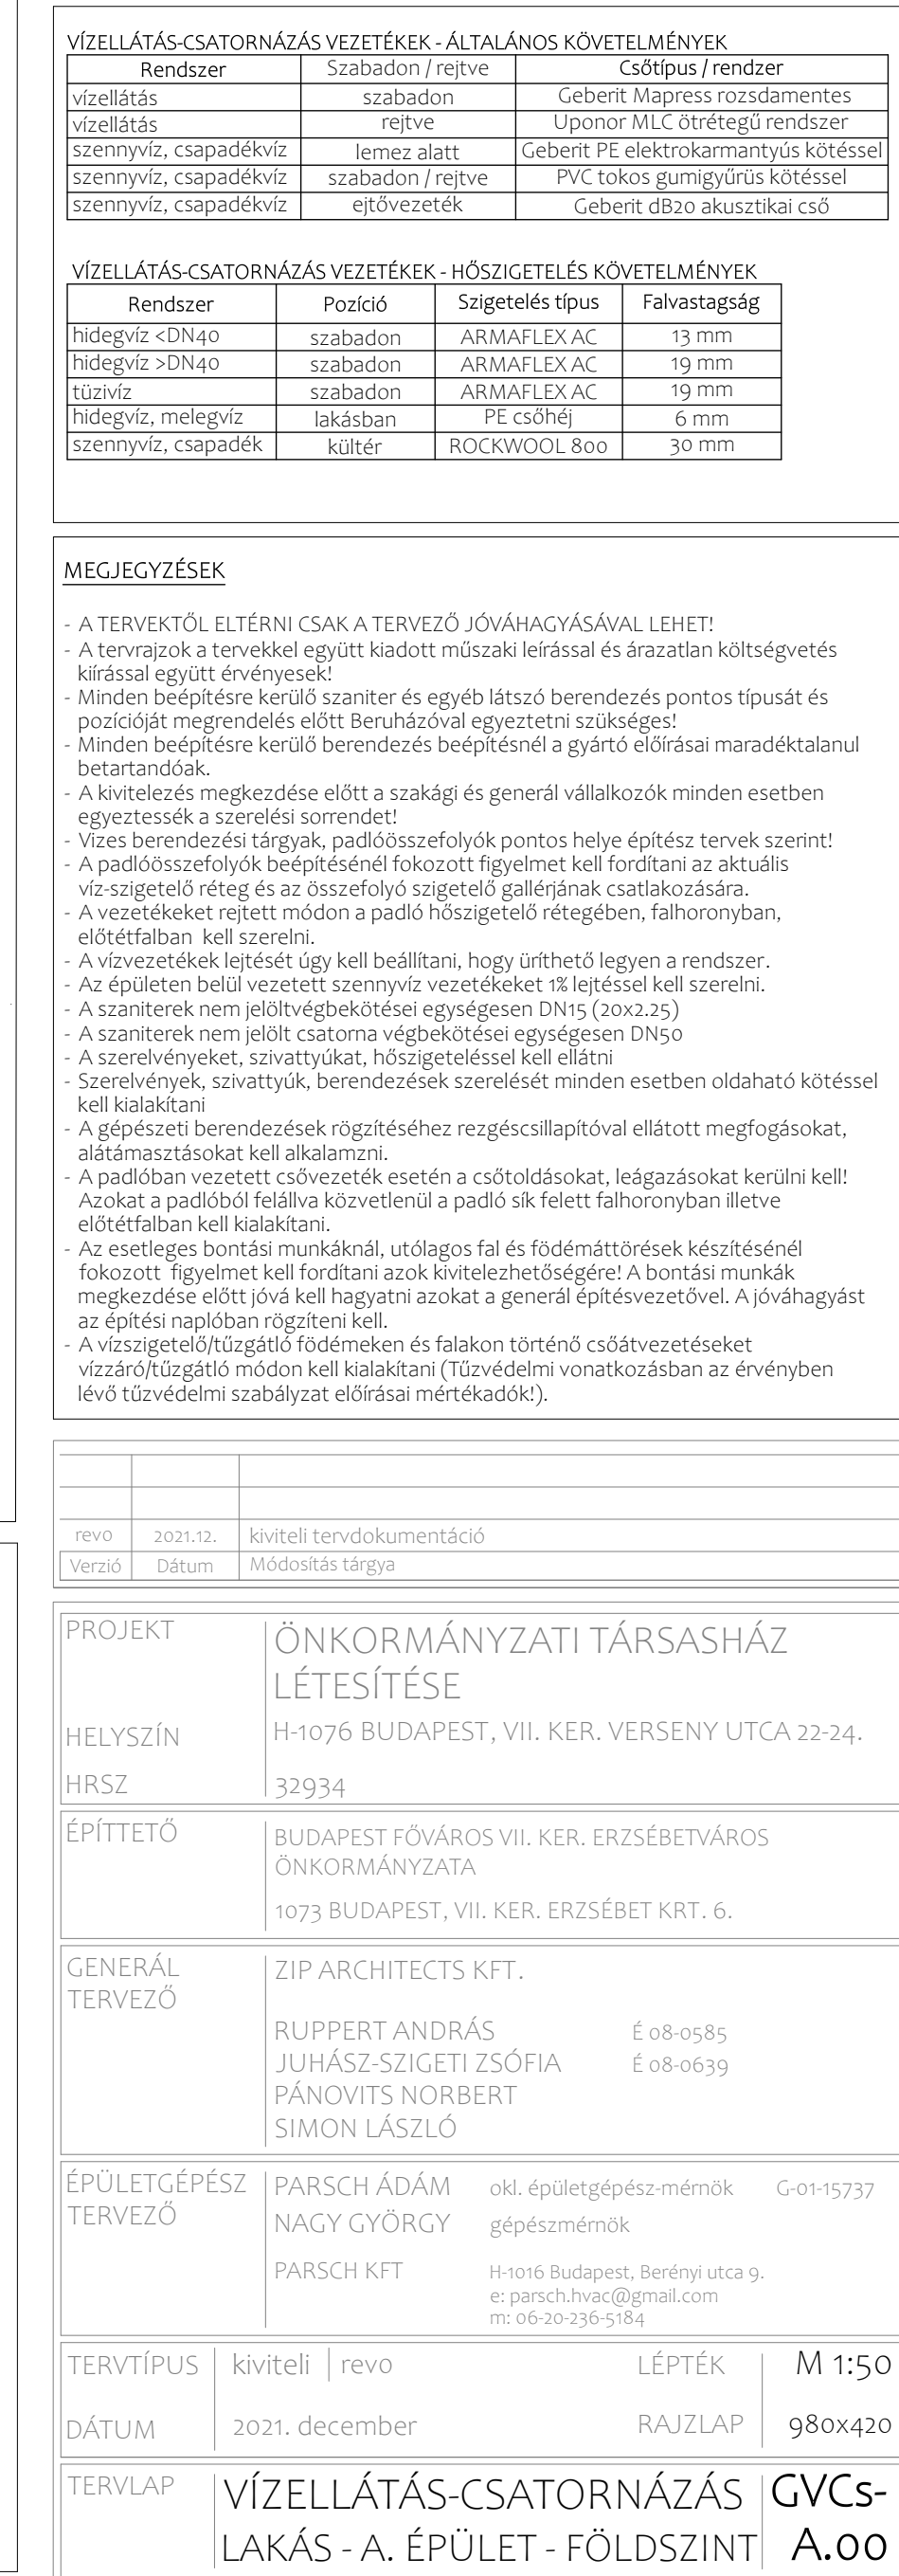 VÍZELLÁTÁS-CSATORNÁZÁS VEZETÉKEK - ÁLTALÁNOS KÖVETELMÉNYEK
Rendszer Szabadon / rejtve Csőtípus / rendzer
vízellátás szabadon Geberit Mapress rozsdamentes
vízellátás rejtve Uponor MLC ötrétegű rendszer
szennyvíz, csapadékvíz lemez alatt Geberit PE elektrokarmantyús kötéssel
szennyvíz, csapadékvíz szabadon / rejtve PVC tokos gumigyűrüs kötéssel
szennyvíz, csapadékvíz ejtővezeték Geberit dB20 akusztikai cső
VÍZELLÁTÁS-CSATORNÁZÁS VEZETÉKEK - HŐSZIGETELÉS KÖVETELMÉNYEK
Rendszer Pozíció Szigetelés típus Falvastagság
hidegvíz <DN40 szabadon ARMAFLEX AC 13 mm
hidegvíz >DN40 szabadon ARMAFLEX AC 19 mm
tüzivíz szabadon ARMAFLEX AC 19 mm
hidegvíz, melegvíz lakásban PE csőhéj 6 mm
szennyvíz, csapadék kültér ROCKWOOL 800 30 mm
MEGJEGYZÉSEK
- A TERVEKTŐL ELTÉRNI CSAK A TERVEZŐ JÓVÁHAGYÁSÁVAL LEHET!
- A tervrajzok a tervekkel együtt kiadott műszaki leírással és árazatlan költségvetés
kiírással együtt érvényesek!
- Minden beépítésre kerülő szaniter és egyéb látszó berendezés pontos típusát és
pozícióját megrendelés előtt Beruházóval egyeztetni szükséges!
- Minden beépítésre kerülő berendezés beépítésnél a gyártó előírásai maradéktalanul
betartandóak.
- A kivitelezés megkezdése előtt a szakági és generál vállalkozók minden esetben
egyeztessék a szerelési sorrendet!
- Vizes berendezési tárgyak, padlóösszefolyók pontos helye építész tervek szerint!
- A padlóösszefolyók beépítésénél fokozott figyelmet kell fordítani az aktuális
víz-szigetelő réteg és az összefolyó szigetelő gallérjának csatlakozására.
- A vezetékeket rejtett módon a padló hőszigetelő rétegében, falhoronyban,
előtétfalban kell szerelni.
- A vízvezetékek lejtését úgy kell beállítani, hogy üríthető legyen a rendszer.
- Az épületen belül vezetett szennyvíz vezetékeket 1% lejtéssel kell szerelni.
- A szaniterek nem jelöltvégbekötései egységesen DN15 (20x2.25)
- A szaniterek nem jelölt csatorna végbekötései egységesen DN50
- A szerelvényeket, szivattyúkat, hőszigeteléssel kell ellátni
- Szerelvények, szivattyúk, berendezések szerelését minden esetben oldaható kötéssel
kell kialakítani
- A gépészeti berendezések rögzítéséhez rezgéscsillapítóval ellátott megfogásokat,
alátámasztásokat kell alkalamzni.
- A padlóban vezetett csővezeték esetén a csőtoldásokat, leágazásokat kerülni kell!
Azokat a padlóból felállva közvetlenül a padló sík felett falhoronyban illetve
előtétfalban kell kialakítani.
- Az esetleges bontási munkáknál, utólagos fal és födémáttörések készítésénél
fokozott figyelmet kell fordítani azok kivitelezhetőségére! A bontási munkák
megkezdése előtt jóvá kell hagyatni azokat a generál építésvezetővel. A jóváhagyást
az építési naplóban rögzíteni kell.
- A vízszigetelő/tűzgátló födémeken és falakon történő csőátvezetéseket
vízzáró/tűzgátló módon kell kialakítani (Tűzvédelmi vonatkozásban az érvényben
lévő tűzvédelmi szabályzat előírásai mértékadók!).
rev0 2021.12. kiviteli tervdokumentáció
Verzió Dátum Módosítás tárgya
PROJEKT ÖNKORMÁNYZATI TÁRSASHÁZ
LÉTESÍTÉSE
HELYSZÍN H-1076 BUDAPEST, VII. KER. VERSENY UTCA 22-24.
HRSZ 32934
ÉPÍTTETŐ BUDAPEST FŐVÁROS VII. KER. ERZSÉBETVÁROS
ÖNKORMÁNYZATA
1073 BUDAPEST, VII. KER. ERZSÉBET KRT. 6.
GENERÁL ZIP ARCHITECTS KFT.
TERVEZŐ
RUPPERT ANDRÁS É 08-0585
JUHÁSZ-SZIGETI ZSÓFIA É 08-0639
PÁNOVITS NORBERT
SIMON LÁSZLÓ
ÉPÜLETGÉPÉSZ PARSCH ÁDÁM okl. épületgépész-mérnök G-01-15737
TERVEZŐ NAGY GYÖRGY gépészmérnök
PARSCH KFT H-1016 Budapest, Berényi utca 9.
e: parsch.hvac@gmail.com
m: 06-20-236-5184
TERVTÍPUS kiviteli rev0 LÉPTÉK M 1:50
DÁTUM 2021. december RAJZLAP 980x420
TERVLAP VÍZELLÁTÁS-CSATORNÁZÁS GVCs-
LAKÁS - A. ÉPÜLET - FÖLDSZINT A.00